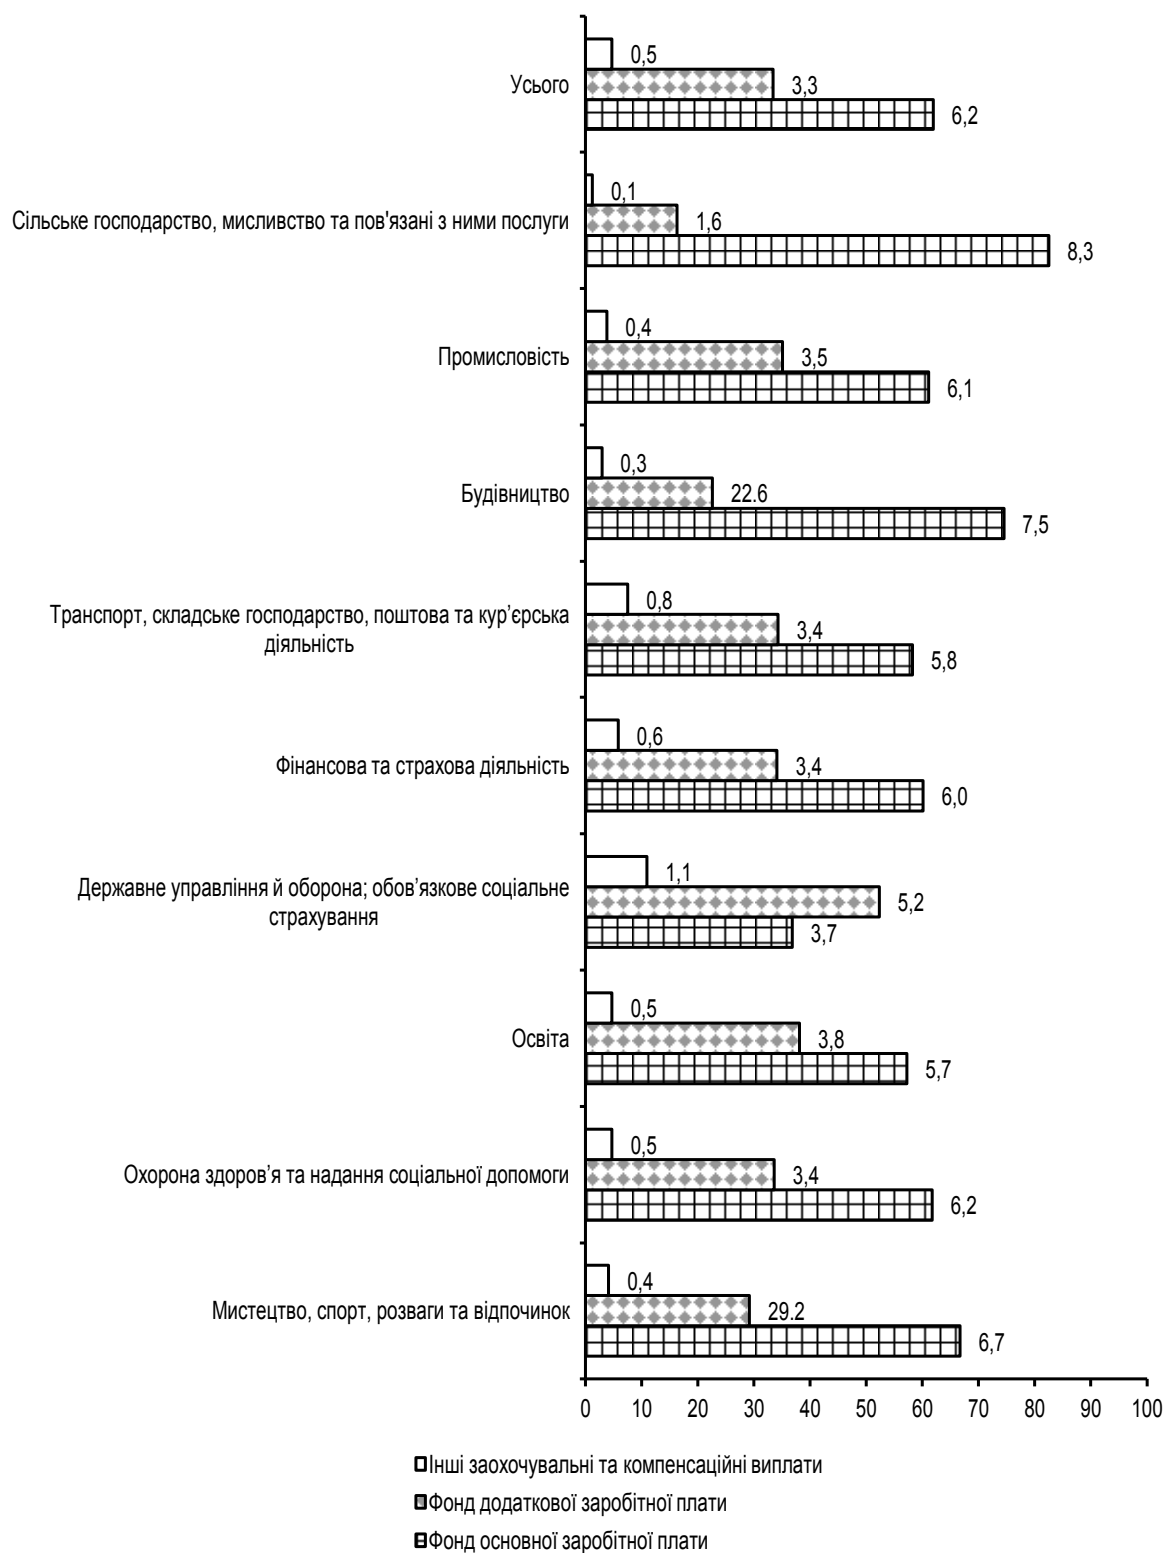 0,5
Усього
3,3
6,2
0,1
Сільське господарство, мисливство та пов'язані з ними послуги
1,6
8,3
0,4
Промисловість
3,5
6,1
0,3
Будівництво
22.6
7,5
0,8
Транспорт, складське господарство, поштова та кур’єрська
діяльність
3,4
5,8
0,6
Фінансова та страхова діяльність
3,4
6,0
1,1
Державне управління й оборона; обов’язкове соціальне
страхування
5,2
3,7
0,5
Освіта
3,8
5,7
0,5
Охорона здоров’я та надання соціальної допомоги
3,4
6,2
0,4
Мистецтво, спорт, розваги та відпочинок
29.2
6,7
0 10 20 30 40 50 60 70 80 90 100
Інші заохочувальні та компенсаційні виплати
Фонд додаткової заробітної плати
Фонд основної заробітної плати